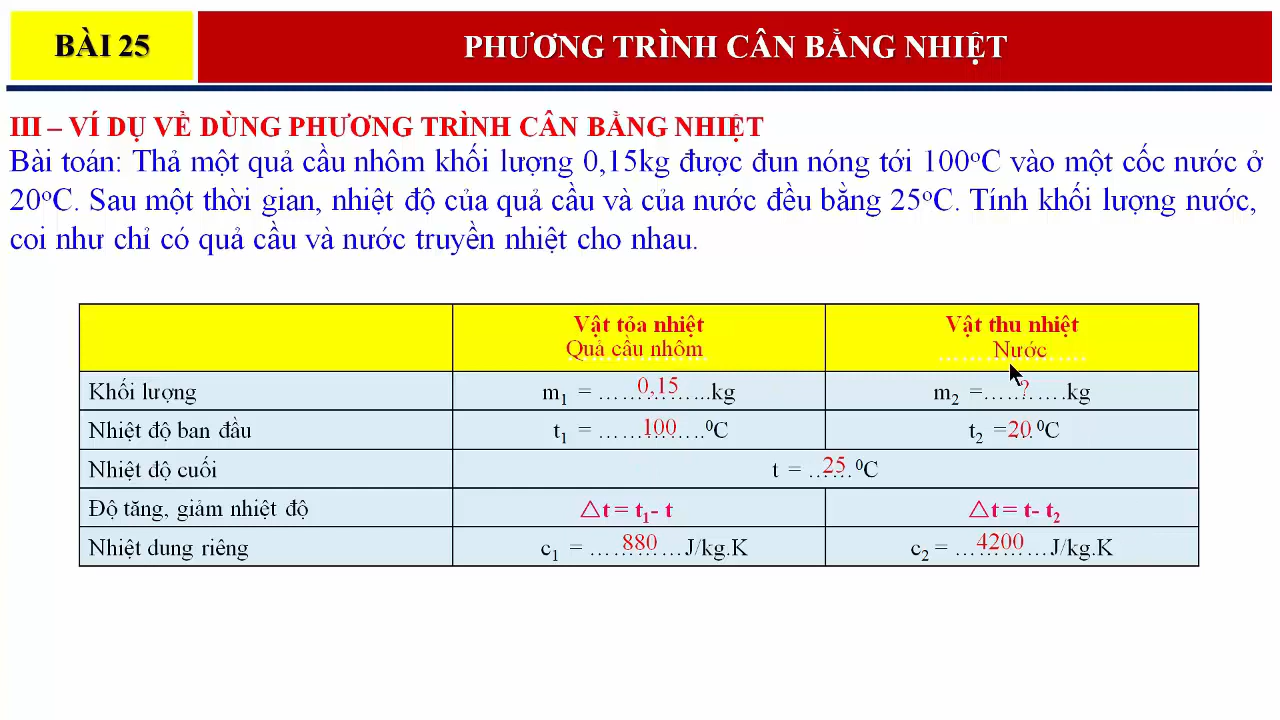 BÀI 25
PHƯƠNG TRÌNH CÂN BẰNG NHIỆT
III – VÍ DỤ VỀ DÙNG PHƯƠNG TRÌNH CÂN BẰNG NHIỆT
Bài toán: Thả một quả cầu nhôm khối lượng 0,15kg được đun nóng tới 100ᵒC vào một cốc nước ở
20ᵒC. Sau một thời gian, nhiệt độ của quả cầu và của nước đều bằng 25ᵒC. Tính khối lượng nước,
coi như chỉ có quả cầu và nước truyền nhiệt cho nhau.
Vật tỏa nhiệt
Quả cầu nhôm
Vật thu nhiệt
Nước
Khối lượng
m₁ = ……0,15……..kg
m₂ =…..?…….kg
Nhiệt độ ban đầu
t₁ = ……100…….⁰C
t₂ =20… ⁰C
Nhiệt độ cuối
t = ..25…⁰C
Độ tăng, giảm nhiệt độ
△t = t₁- t
△t = t- t₂
Nhiệt dung riêng
c₁ = ….880……J/kg.K
c₂ = …4200……J/kg.K